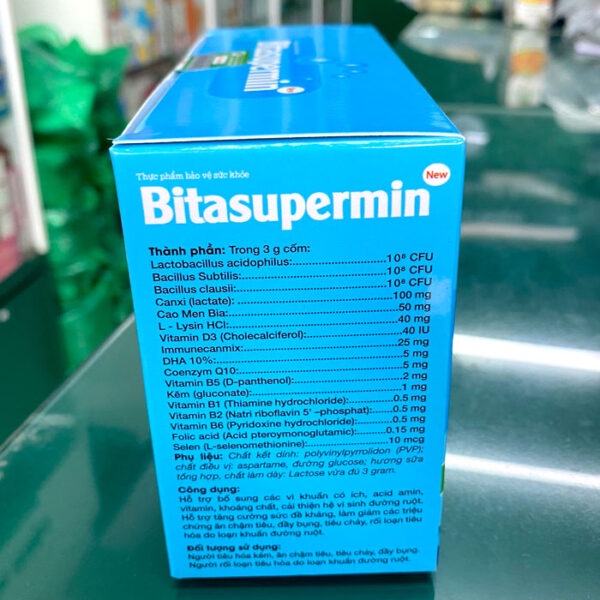 Bitasupermin
New
Thực phẩm bảo vệ sức khỏe
Bitasupermin
New
Thành phần: Trong 3 g cốm:
Lactobacillus acidophilus:..............................10⁸ CFU
Bacillus Subtilis:..............................10⁸ CFU
Bacillus clausii:..............................10⁸ CFU
Canxi (lactate):..............................100 mg
Cao Men Bia:..............................50 mg
L - Lysin HCl:..............................40 mg
Vitamin D3 (Cholecalciferol):..............................40 IU
Immunecanmix:..............................25 mg
DHA 10%:..............................5 mg
Coenzym Q10:..............................5 mg
Vitamin B5 (D-panthenol):..............................2 mg
Kẽm (gluconate):..............................1 mg
Vitamin B1 (Thiamine hydrochloride):....................0.5 mg
Vitamin B2 (Natri riboflavin 5' –phosphat):...............0.5 mg
Vitamin B6 (Pyridoxine hydrochloride):....................0.5 mg
Folic acid (Acid pteroymonoglutamic):....................0.15 mg
Selen (L-selenomethionine):..............................10 mcg
Phụ liệu: Chất kết dính: polyvinylpyrrolidon (PVP);
chất điều vị: aspartame, đường glucose; hương sữa
tổng hợp, chất làm dày: Lactose vừa đủ 3 gram.
Công dụng:
Hỗ trợ bổ sung các vi khuẩn có ích, acid amin,
vitamin, khoáng chất, cải thiện hệ vi sinh đường ruột.
Hỗ trợ tăng cường sức đề kháng, làm giảm các triệu
chứng ăn chậm tiêu, đầy bụng, tiêu chảy, rối loạn tiêu
hóa do loạn khuẩn đường ruột.
Đối tượng sử dụng:
Người tiêu hóa kém, ăn chậm tiêu, tiêu chảy, đầy bụng.
Người rối loạn tiêu hóa do loạn khuẩn đường ruột.